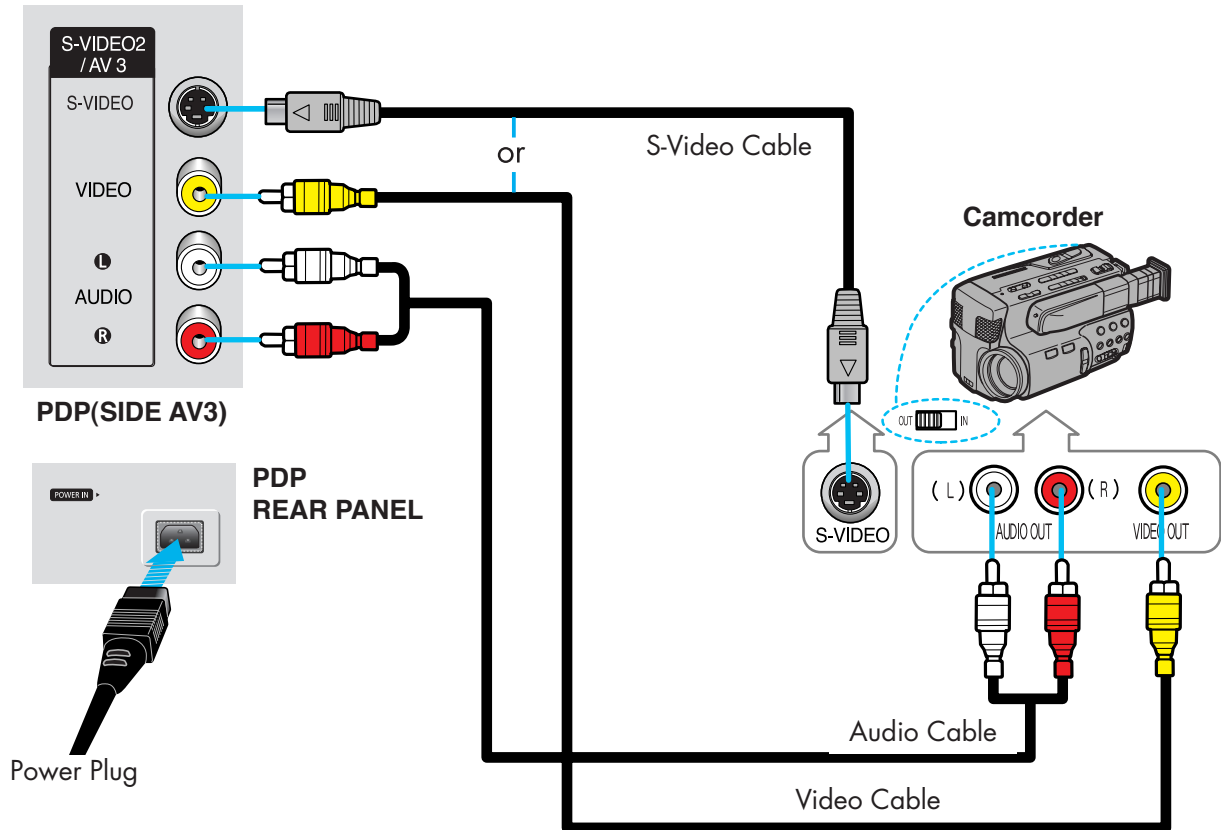 S-VIDEO2
/ AV 3
S-VIDEO
VIDEO
L
AUDIO
R
PDP(SIDE AV3)
or
S-Video Cable
Camcorder
OUT IN
S-VIDEO
( L ) ( R )
AUDIO OUT VIDEO OUT
POWER IN
PDP
REAR PANEL
Power Plug
Audio Cable
Video Cable